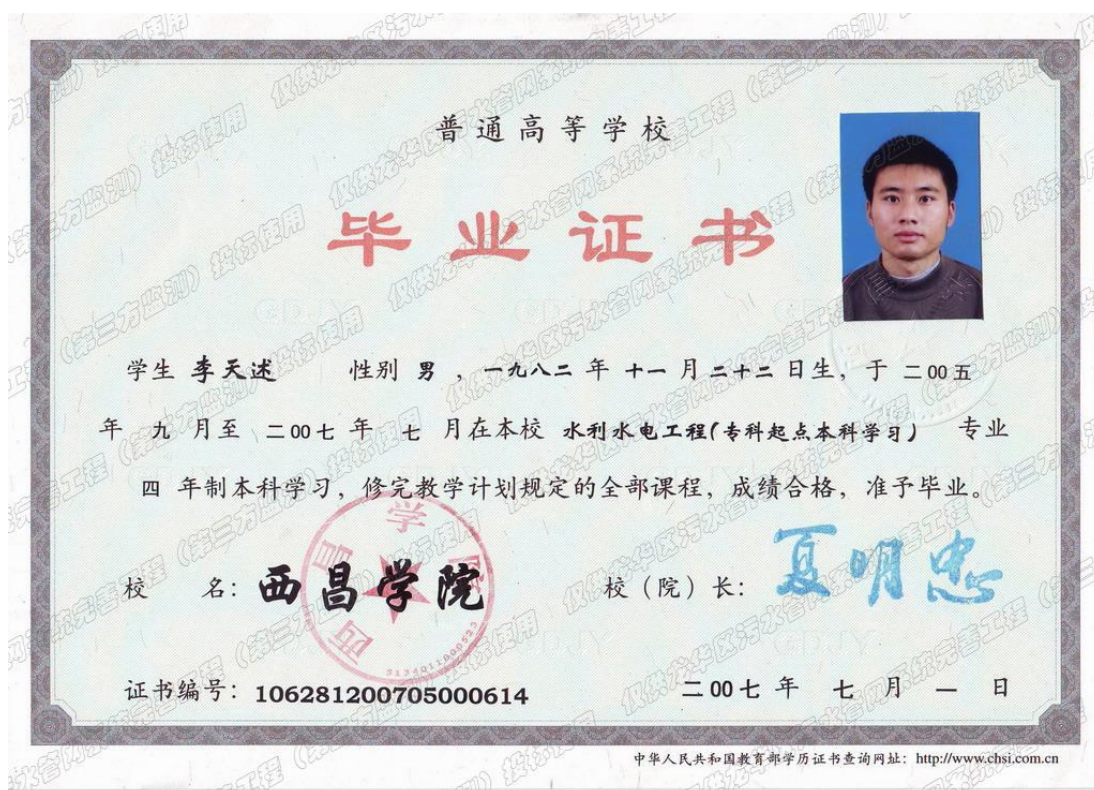 普通高等学校
毕业证书
学生 李天述 性别 男 ，一九八二 年 十一 月 二十二 日生，于 二00五
年 九 月至 二00七 年 七 月在本校 水利水电工程(专科起点本科学习) 专业
四 年制本科学习，修完教学计划规定的全部课程，成绩合格，准予毕业。
校 名：西昌学院
校（院）长：夏明忠
西昌学院
5134011000523
证书编号：106281200705000614
二00七 年 七 月 一 日
中华人民共和国教育部学历证书查询网址：http://www.chsi.com.cn
仅供龙华区污水管网系统完善工程（第三方监测）投标使用